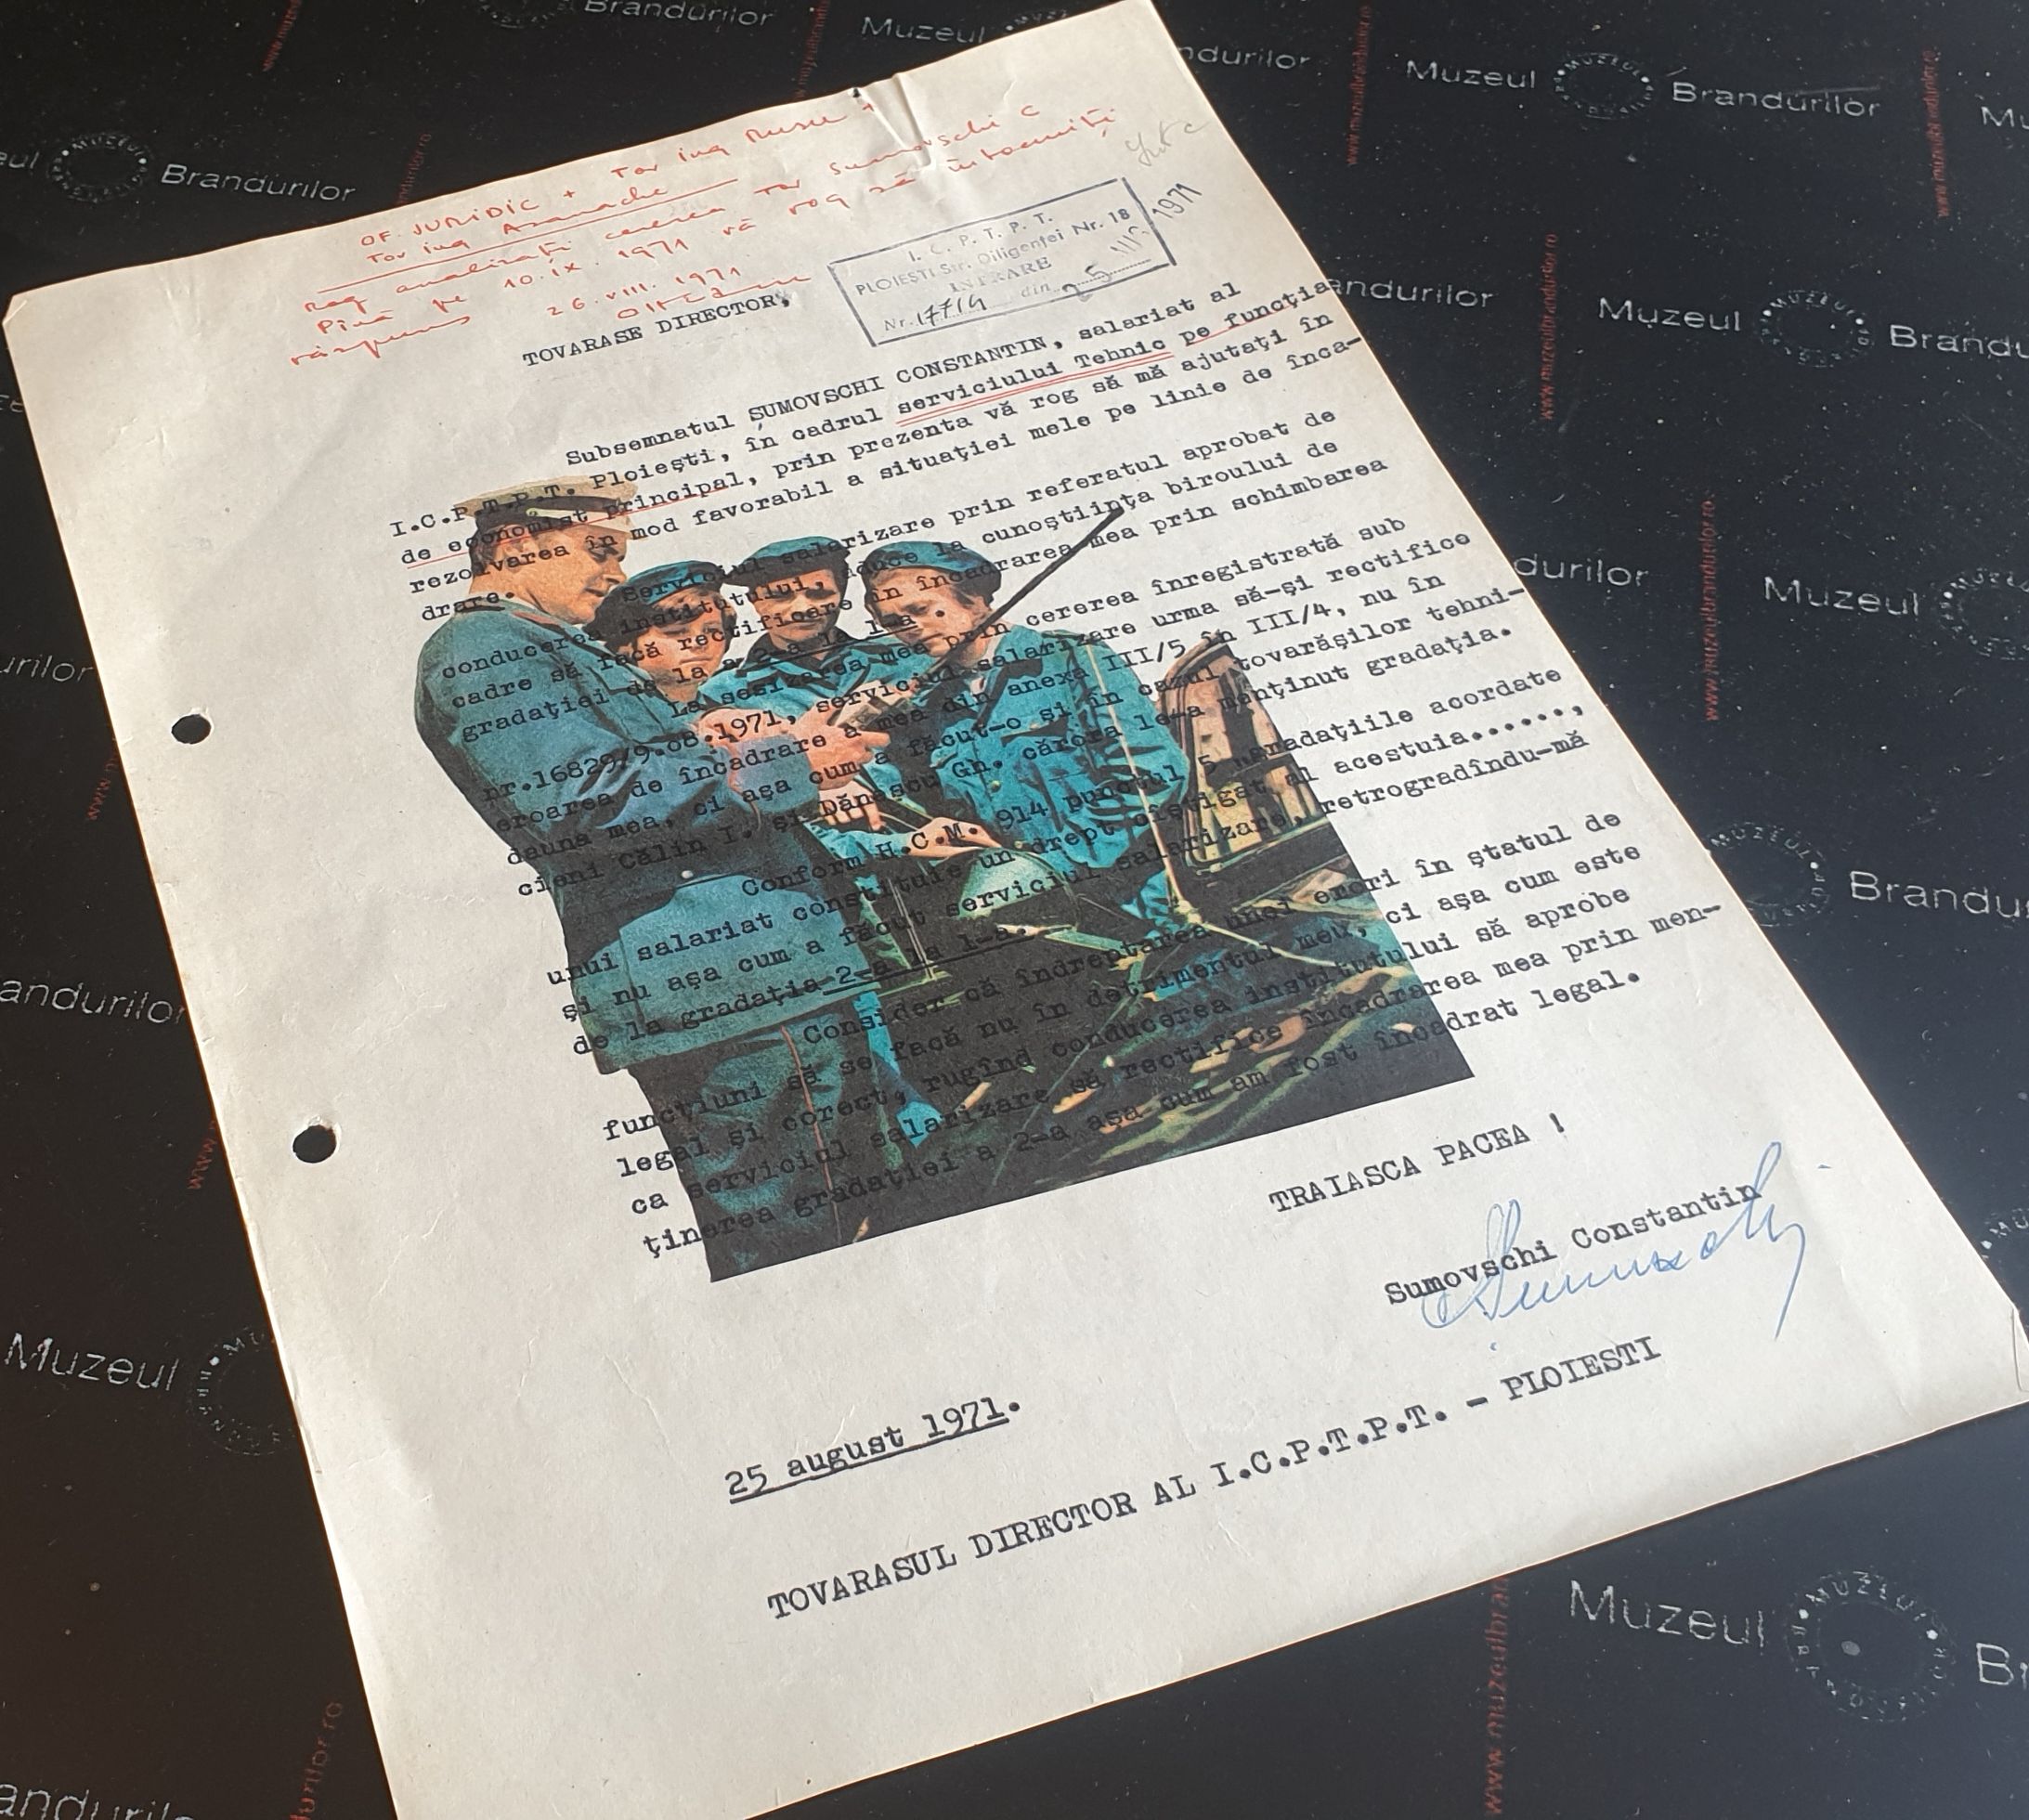 OF. JURIDIC + Tov ing Rusu +
Tov ing
rog analizați cererea Tov Sumovschi C
Pînă pe 10.IX.1971 vă rog să întocmiți
răspuns
26.VIII.1971
I. C. P. T. P. T.
PLOIEȘTI Str. Diligenței Nr. 18
INTRARE
Nr. 17714 din 25 VIII 1971
TOVARASE DIRECTOR,
Subsemnatul ȘUMOVSCHI CONSTANTIN, salariat al
I.C.P.T.P.T. Ploiești, în cadrul serviciului Tehnic pe funcția
de economist principal, prin prezenta vă rog să mă ajutați în
rezolvarea în mod favorabil a situației mele pe linie de înca-
drare.
Serviciul salarizare prin referatul aprobat de
conducerea institutului, aduce la cunoștiința biroului de
cadre să facă rectificare în încadrarea mea prin schimbarea
gradației de la a 2-a la 1-a.
La sesizarea mea prin cererea înregistrată sub
nr.16829/9.08.1971, serviciul salarizare urma să-și rectifice
eroarea de încadrare a mea din anexa III/5 în III/4, nu în
dauna mea, ci așa cum a făcut-o și în cazul tovarășilor tehni-
cieni Călin I. și Dănescu Gh. cărora le-a menținut gradația.
Conform H.C.M. 914 punctul 5 gradațiile acordate
unui salariat constituie un drept cîștigat al acestuia......,
și nu așa cum a făcut serviciul salarizare, retrogradîndu-mă
de la gradația 2-a la 1-a.
Consider că îndreptarea unei erori în ștatul de
funcțiuni să se facă nu în detrimentul meu, ci așa cum este
legal și corect, rugînd conducerea institutului să aprobe
ca serviciul salarizare să rectifice încadrarea mea prin men-
ținerea gradației a 2-a așa cum am fost încadrat legal.
TRAIASCA PACEA !
Sumovschi Constantin
25 august 1971.
TOVARASUL DIRECTOR AL I.C.P.T.P.T. - PLOIESTI
Muzeul Brandurilor
www.muzeulbrandurilor.ro